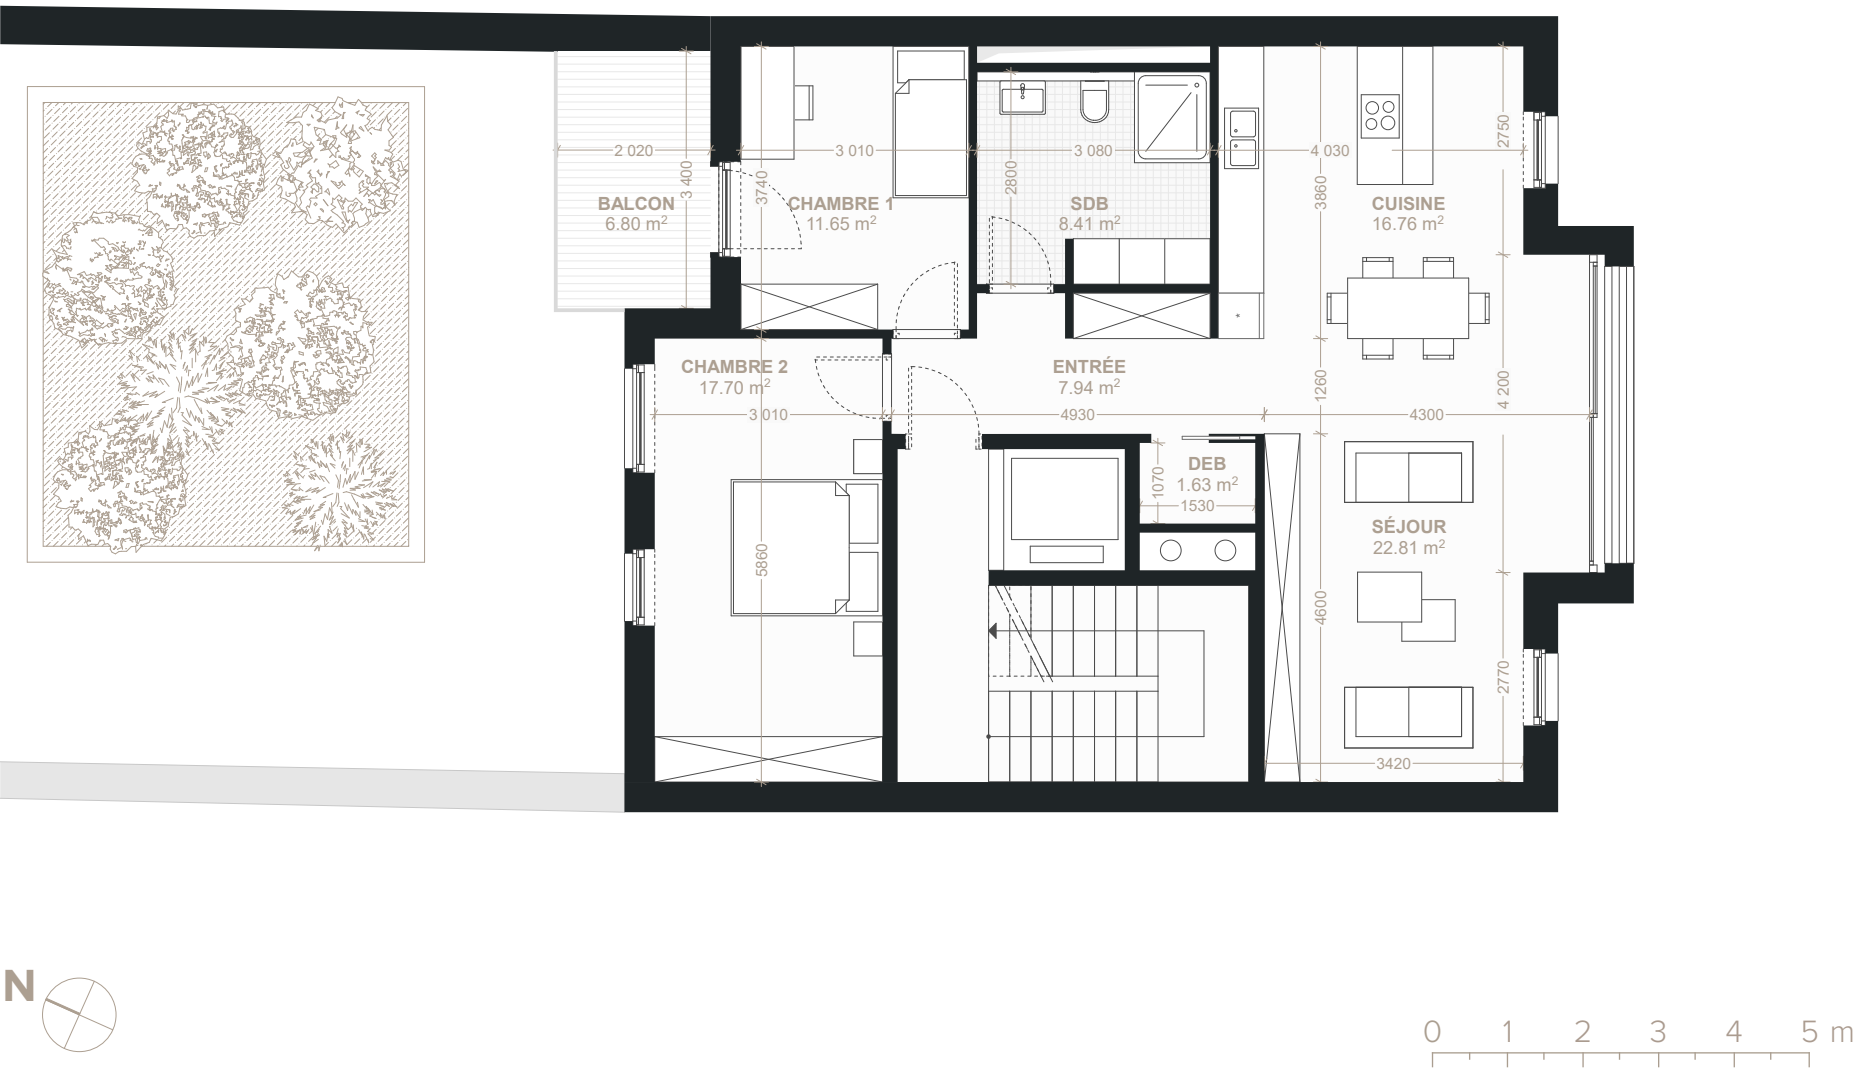 2750
2 020
3 010
3 080
4 030
3 400
3740
2800
3860
BALCON
6.80 m²
CHAMBRE 1
11.65 m²
SDB
8.41 m²
CUISINE
16.76 m²
CHAMBRE 2
17.70 m²
ENTRÉE
7.94 m²
1260
4 200
3 010
4930
4300
DEB
1.63 m²
1070
1530
SÉJOUR
22.81 m²
5860
4600
2770
3420
N
0 1 2 3 4 5 m